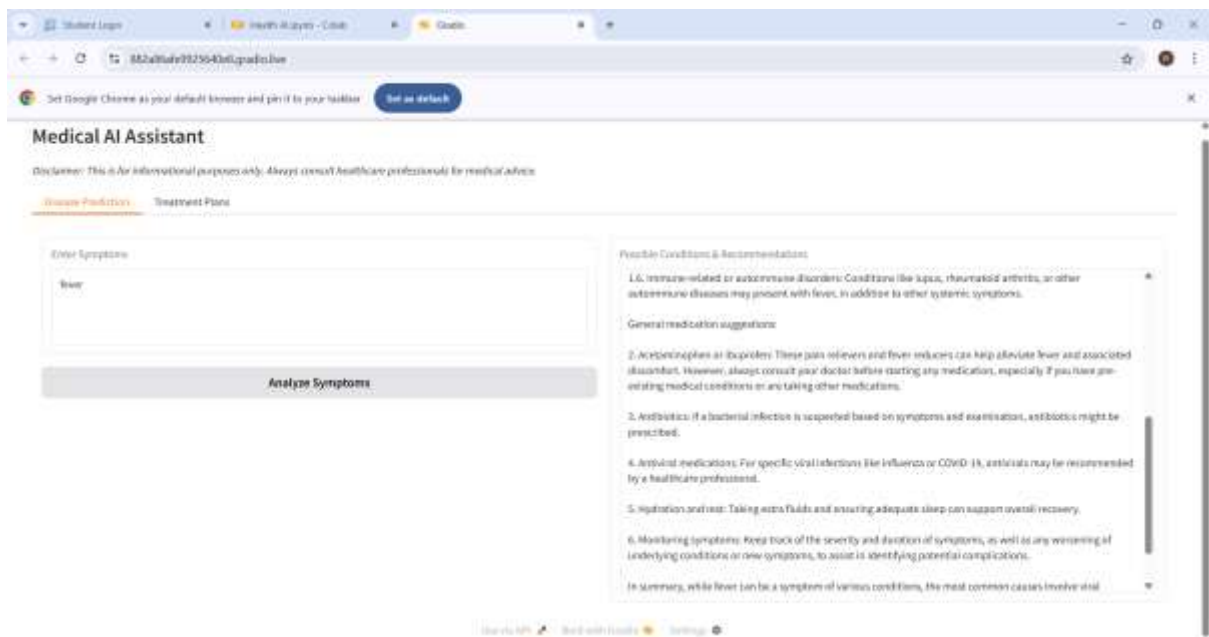 Student Login
Health AI.ipynb - Colab
Gradio
Set Google Chrome as your default browser and pin it to your taskbar
Set as default
Medical AI Assistant
Disclaimer: This is for informational purposes only. Always consult healthcare professionals for medical advice.
Disease Prediction
Treatment Plans
Enter Symptoms
fever
Analyze Symptoms
Possible Conditions & Recommendations
1.6. Immune-related or autoimmune disorders: Conditions like lupus, rheumatoid arthritis, or other
autoimmune diseases may present with fever, in addition to other systemic symptoms.
General medication suggestions:
2. Acetaminophen or ibuprofen: These pain relievers and fever reducers can help alleviate fever and associated
discomfort. However, always consult your doctor before starting any medication, especially if you have pre-
existing medical conditions or are taking other medications.
3. Antibiotics: If a bacterial infection is suspected based on symptoms and examination, antibiotics might be
prescribed.
4. Antiviral medications: For specific viral infections like influenza or COVID-19, antivirals may be recommended
by a healthcare professional.
5. Hydration and rest: Taking extra fluids and ensuring adequate sleep can support overall recovery.
6. Monitoring symptoms: Keep track of the severity and duration of symptoms, as well as any worsening of
underlying conditions or new symptoms, to assist in identifying potential complications.
In summary, while fever can be a symptom of various conditions, the most common causes involve viral
Use via API
Built with Gradio
Settings